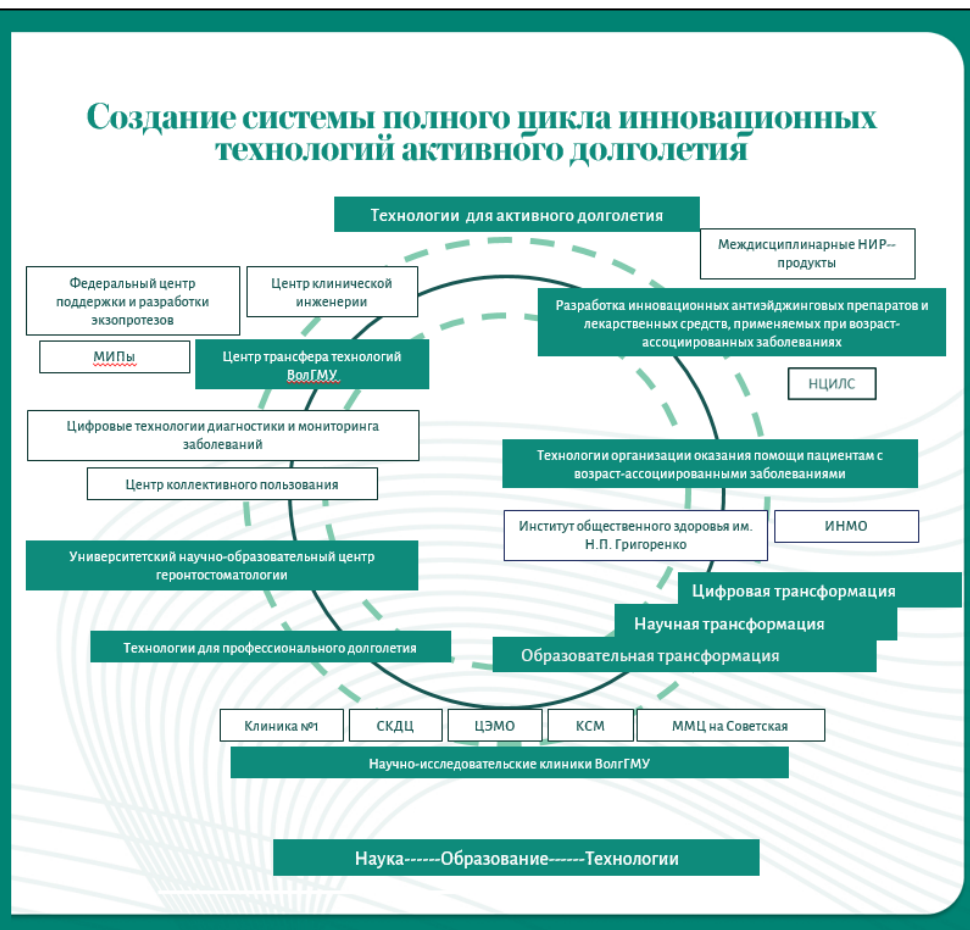 Создание системы полного цикла инновационных
технологий активного долголетия
Технологии для активного долголетия
Междисциплинарные НИР--
продукты
Федеральный центр
поддержки и разработки
экзопротезов
Центр клинической
инженерии
Разработка инновационных антиэйджинговых препаратов и
лекарственных средств, применяемых при возраст-
ассоциированных заболеваниях
МИПы
Центр трансфера технологий
ВолГМУ
НЦИЛС
Цифровые технологии диагностики и мониторинга
заболеваний
Технологии организации оказания помощи пациентам с
возраст-ассоциированными заболеваниями
Центр коллективного пользования
Институт общественного здоровья им.
Н.П. Григоренко
ИНМО
Университетский научно-образовательный центр
геронтостоматологии
Цифровая трансформация
Научная трансформация
Образовательная трансформация
Технологии для профессионального долголетия
Клиника №1
СКДЦ
ЦЭМО
КСМ
ММЦ на Советская
Научно-исследовательские клиники ВолгГМУ
Наука------Образование------Технологии